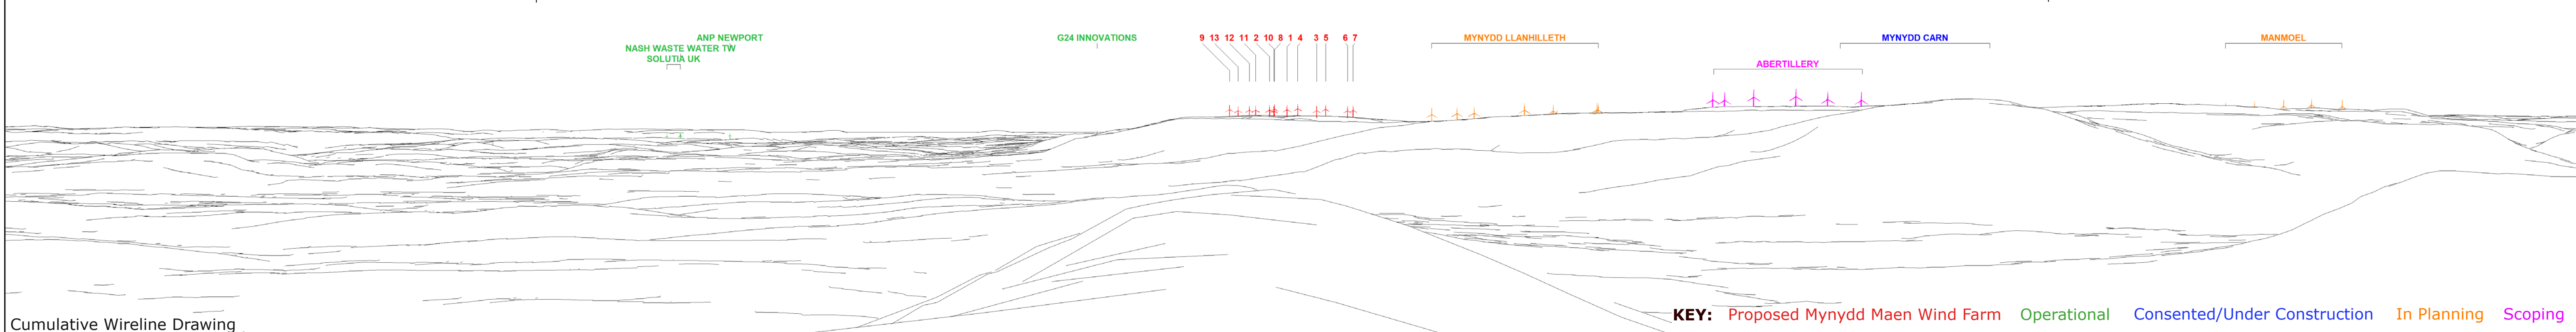 ANP NEWPORT
NASH WASTE WATER TW
SOLUTIA UK
G24 INNOVATIONS
9 13 12 11 2 10 8 1 4 3 5 6 7
MYNYDD LLANHILLETH
ABERTILLERY
MYNYDD CARN
MANMOEL
Cumulative Wireline Drawing
KEY: Proposed Mynydd Maen Wind Farm Operational Consented/Under Construction In Planning Scoping